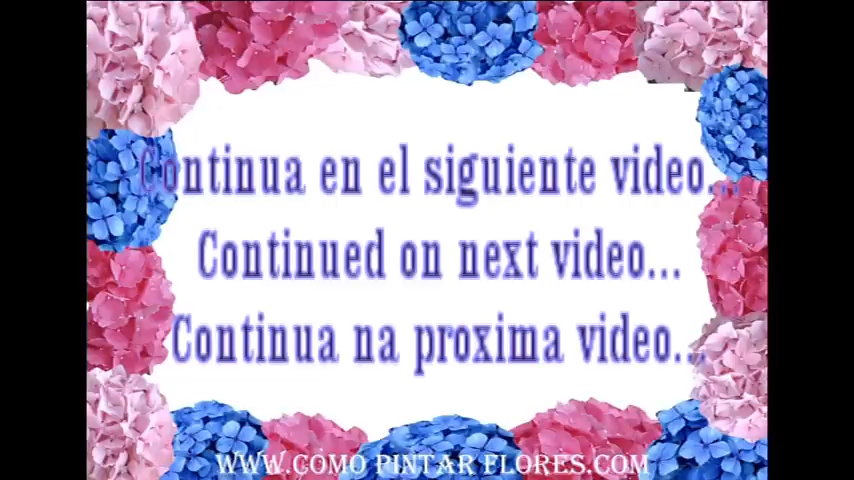 Continua en el siguiente video...
Continued on next video...
Continua na proxima video...
WWW.COMO PINTAR FLORES.COM